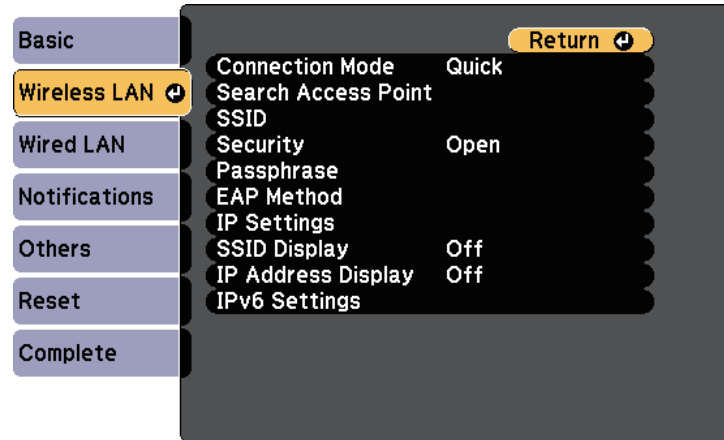 Basic
Wireless LAN
Wired LAN
Notifications
Others
Reset
Complete
Return
Connection Mode Quick
Search Access Point
SSID
Security Open
Passphrase
EAP Method
IP Settings
SSID Display Off
IP Address Display Off
IPv6 Settings